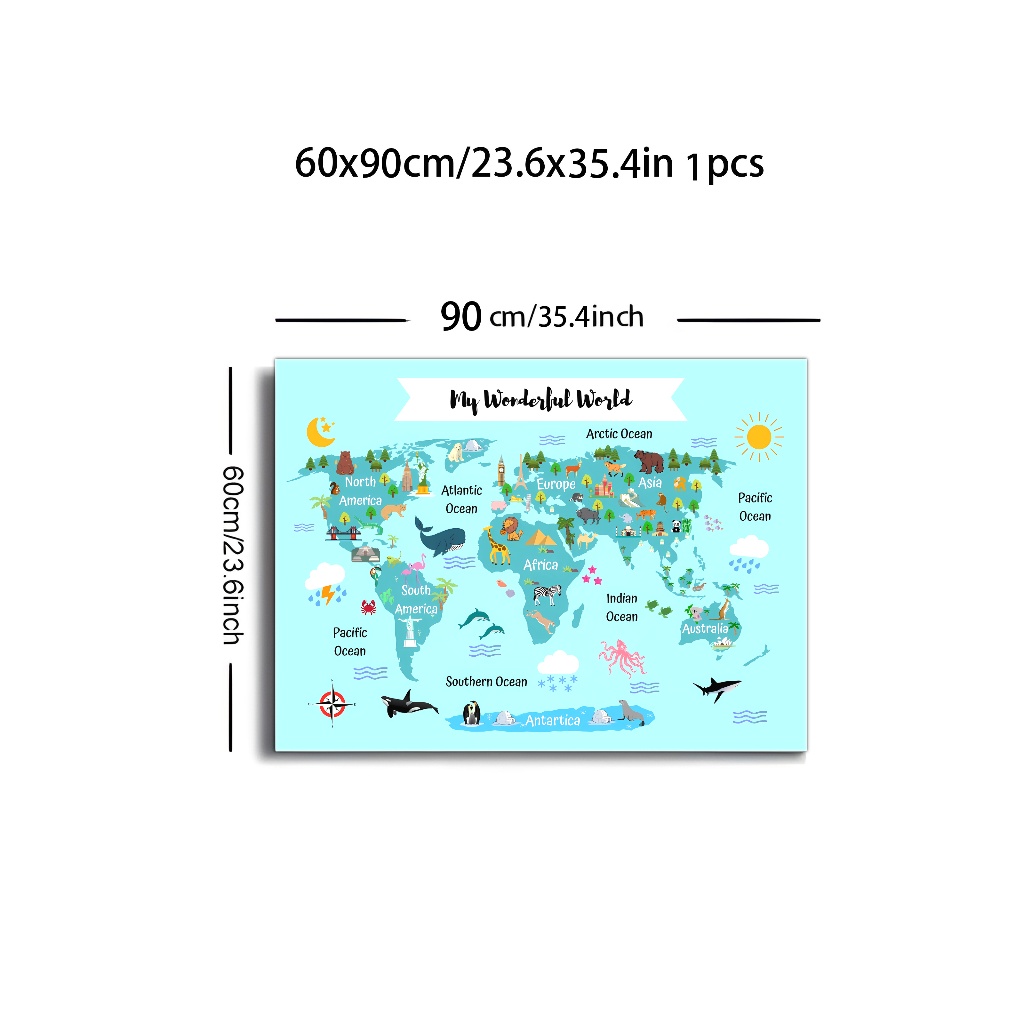 60x90cm/23.6x35.4in 1pcs
90 cm/35.4inch
60cm/23.6inch
My Wonderful World
Arctic Ocean
North
America
Atlantic
Ocean
Europe
Asia
Pacific
Ocean
Africa
South
America
Indian
Ocean
Australia
Pacific
Ocean
Southern Ocean
Antartica